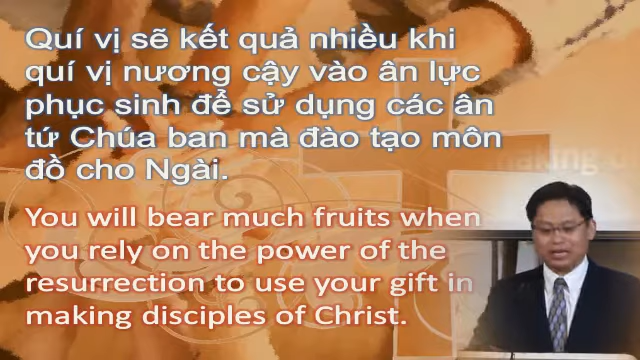 Quí vị sẽ kết quả nhiều khi
quí vị nương cậy vào ân lực
phục sinh để sử dụng các ân
tứ Chúa ban mà đào tạo môn
đồ cho Ngài.
You will bear much fruits when
you rely on the power of the
resurrection to use your gift in
making disciples of Christ.
making